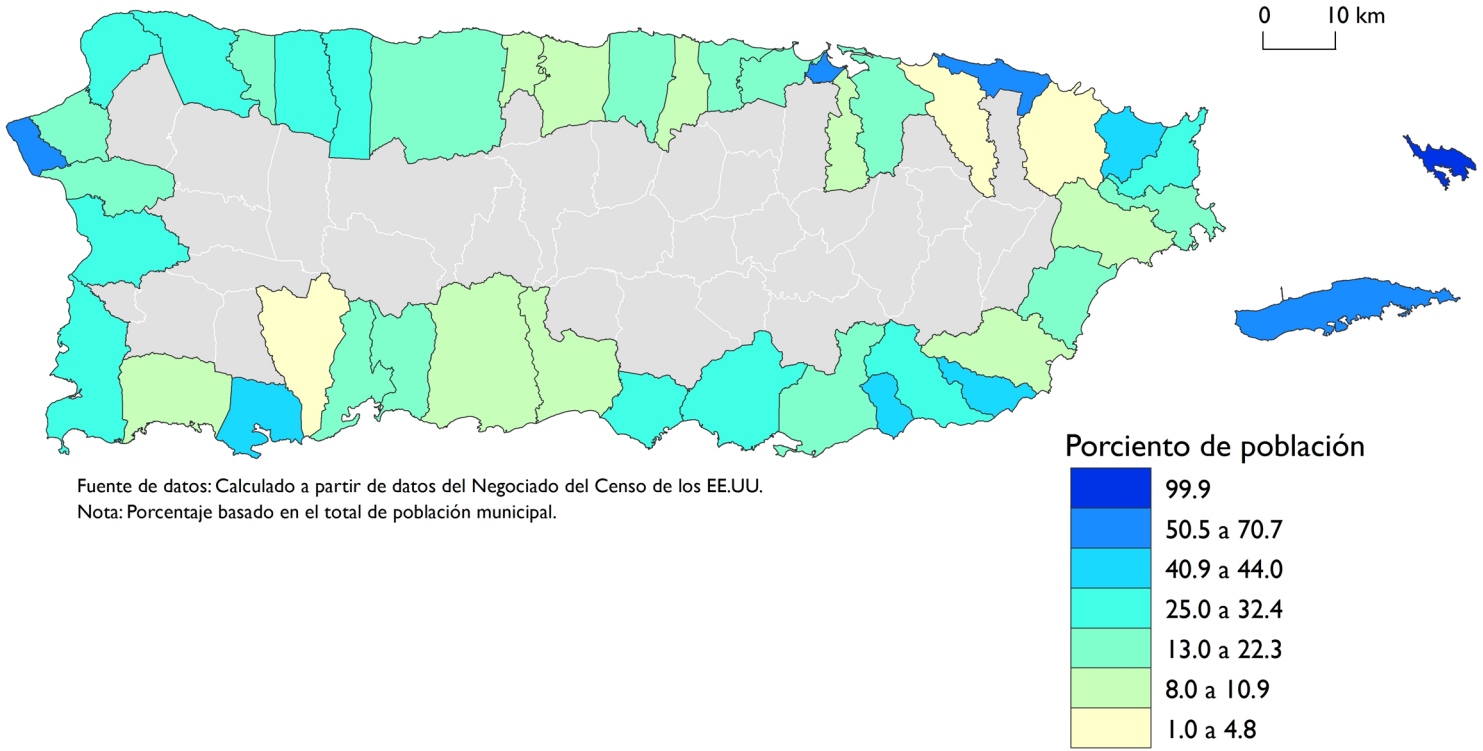 0 10 km
Fuente de datos: Calculado a partir de datos del Negociado del Censo de los EE.UU.
Nota: Porcentaje basado en el total de población municipal.
Porciento de población
99.9
50.5 a 70.7
40.9 a 44.0
25.0 a 32.4
13.0 a 22.3
8.0 a 10.9
1.0 a 4.8